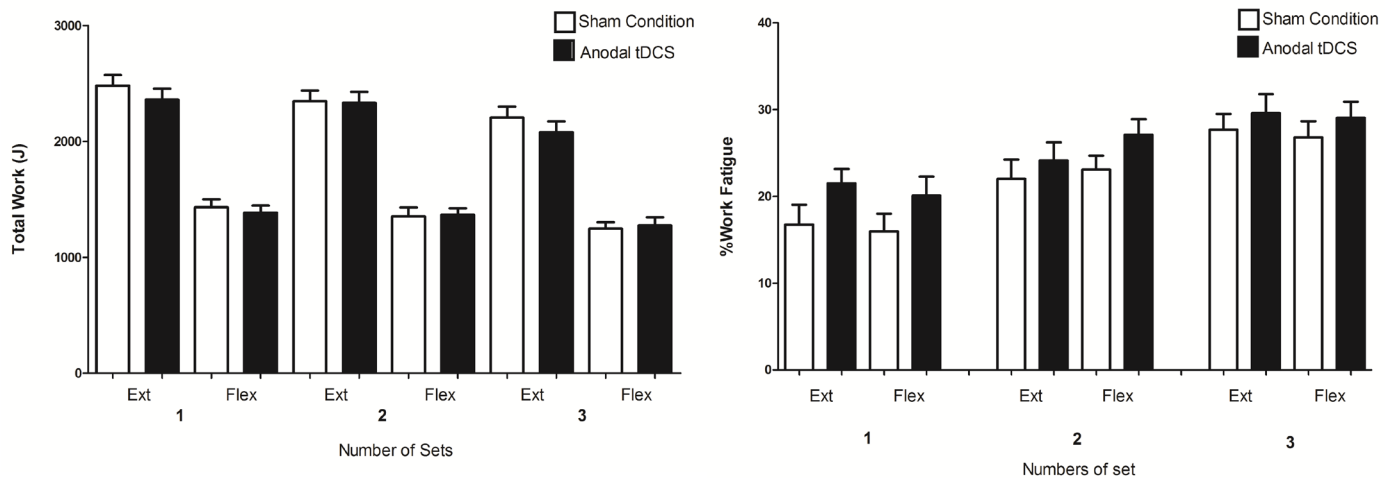 3000
2000
1000
0
Total Work (J)
Sham Condition
Anodal tDCS
Ext Flex Ext Flex Ext Flex
1 2 3
Number of Sets
40
30
20
10
0
%Work Fatigue
Sham Condition
Anodal tDCS
Ext Flex Ext Flex Ext Flex
1 2 3
Numbers of set